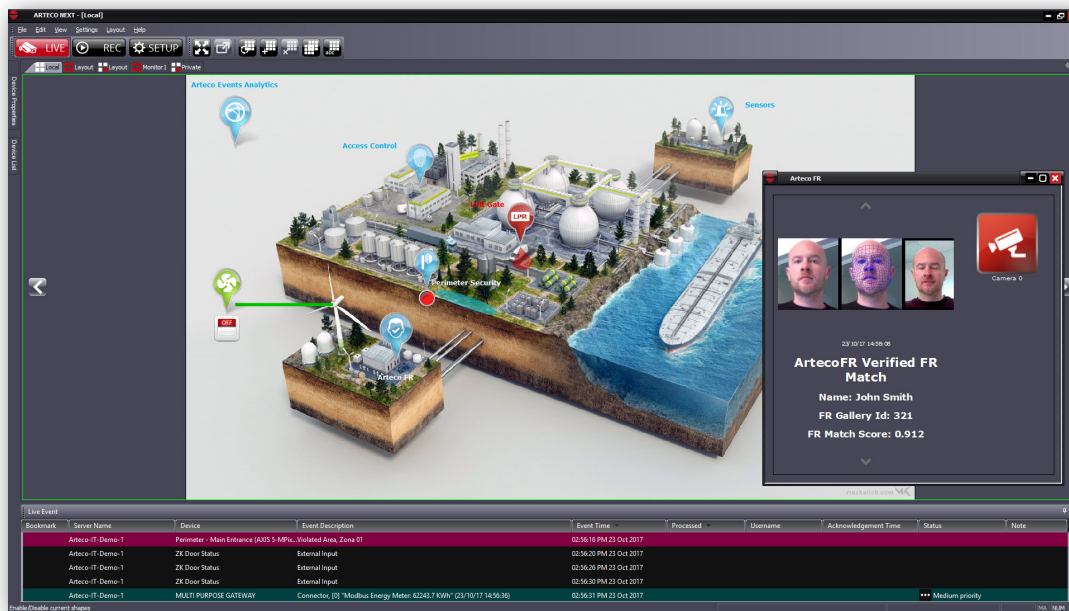 ARTECO NEXT - [Local]
File Edit View Settings Layout Help
LIVE REC SETUP abc
Local Layout Layout Monitor1 Private
Device Properties
Device List
Arteco Events Analytics
Sensors
Access Control
LPR Gate
LPR
Perimeter Security
OFF
Arteco FR
Arteco FR
Camera 0
23/10/17 14:58:08
ArtecoFR Verified FR
Match
Name: John Smith
FR Gallery Id: 321
FR Match Score: 0.912
Live Event
Bookmark Server Name Device Event Description Event Time Processed Username Acknowledgement Time Status Note
Arteco-IT-Demo-1 Perimeter - Main Entrance (AXIS 5-MPix... Violated Area, Zona 01 02:56:16 PM 23 Oct 2017
Arteco-IT-Demo-1 ZK Door Status External Input 02:56:20 PM 23 Oct 2017
Arteco-IT-Demo-1 ZK Door Status External Input 02:56:26 PM 23 Oct 2017
Arteco-IT-Demo-1 ZK Door Status External Input 02:56:30 PM 23 Oct 2017
Arteco-IT-Demo-1 MULTI PURPOSE GATEWAY Connector, [0] "Modbus Energy Meter: 62243.7 KWh" (23/10/17 14:56:36) 02:56:31 PM 23 Oct 2017 Medium priority
Enable/Disable current shapes MA NUM